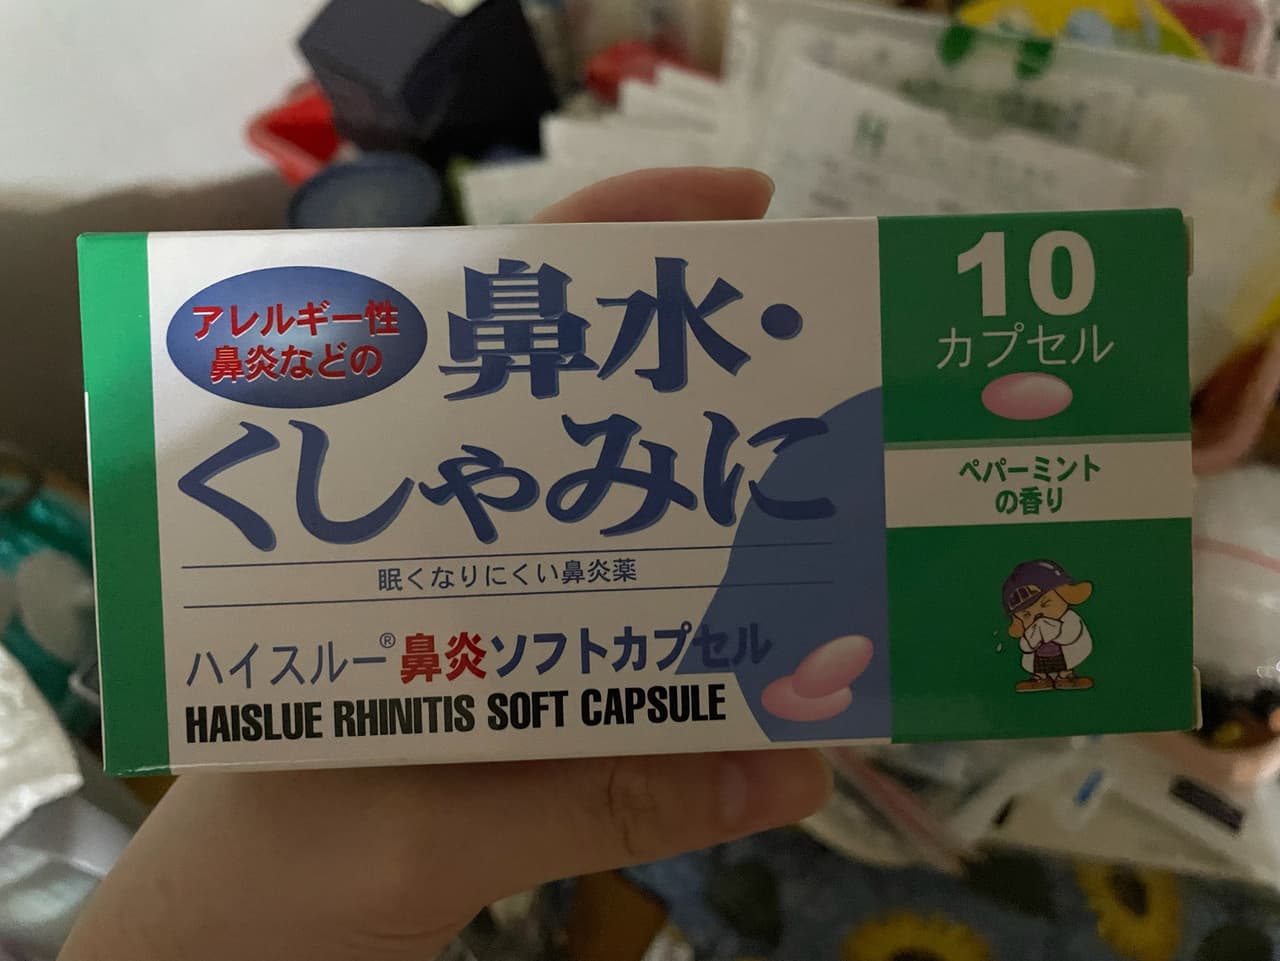 アレルギー性
鼻炎などの
鼻水・
くしゃみに
眠くなりにくい鼻炎薬
ハイスルー®鼻炎ソフトカプセル
HAISLUE RHINITIS SOFT CAPSULE
10
カプセル
ペパーミント
の香り